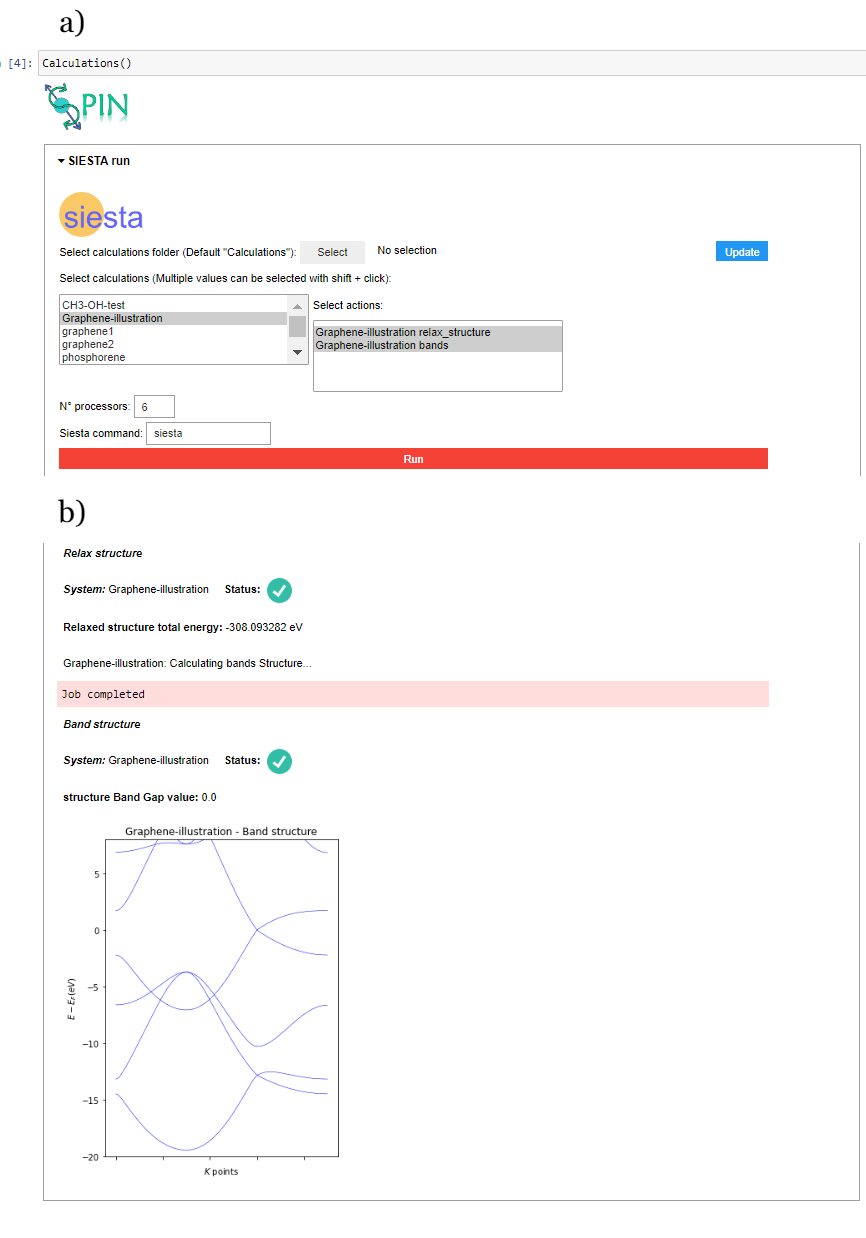 a)
[4]: Calculations()
SPIN
SIESTA run
siesta
Select calculations folder (Default "Calculations"): Select No selection Update
Select calculations (Multiple values can be selected with shift + click):
CH3-OH-test
Graphene-illustration
graphene1
graphene2
phosphorene
Select actions:
Graphene-illustration relax_structure
Graphene-illustration bands
N° processors: 6
Siesta command: siesta
Run
b)
Relax structure
System: Graphene-illustration Status:
Relaxed structure total energy: -308.093282 eV
Graphene-illustration: Calculating bands Structure...
Job completed
Band structure
System: Graphene-illustration Status:
structure Band Gap value: 0.0
Graphene-illustration - Band structure
5
0
−5
−10
−15
−20
E − E_F(eV)
K points